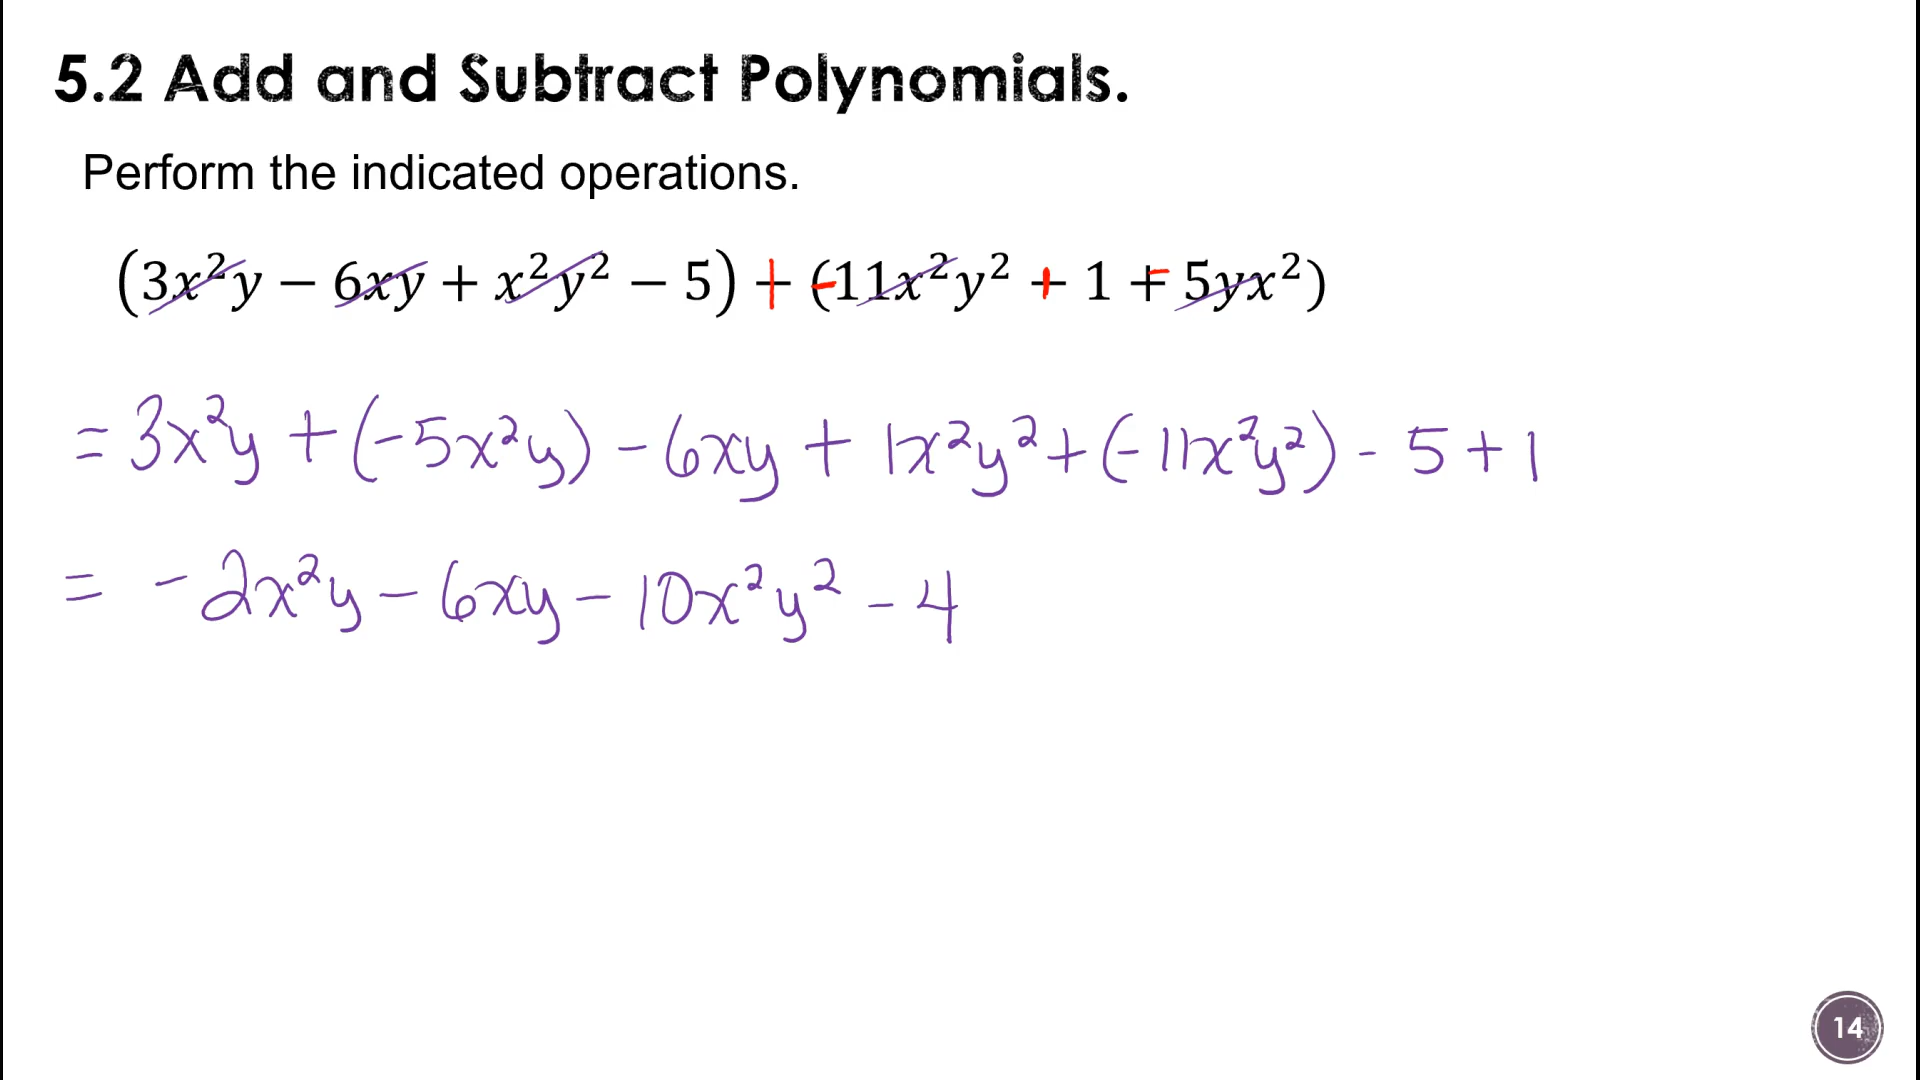 5.2 Add and Subtract Polynomials.
Perform the indicated operations.
(3x²y − 6xy + x²y² − 5) + (-11x²y² + 1 − 5yx²)
= 3x²y + (-5x²y) - 6xy + 1x²y² + (-11x²y²) - 5 + 1
= -2x²y - 6xy - 10x²y² - 4
14